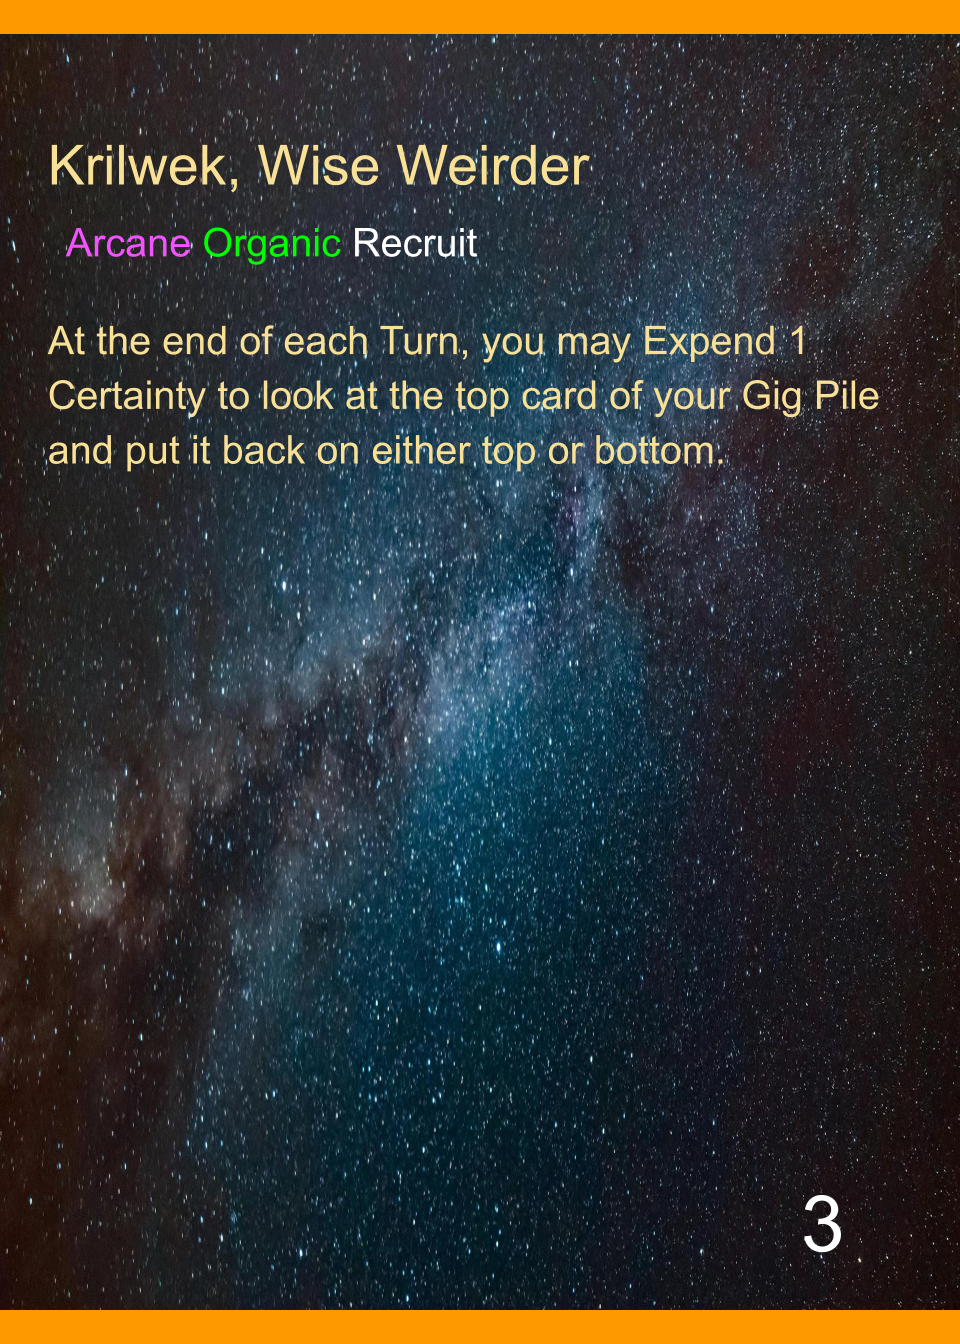 Krilwek, Wise Weirder
Arcane Organic Recruit
At the end of each Turn, you may Expend 1
Certainty to look at the top card of your Gig Pile
and put it back on either top or bottom.
3